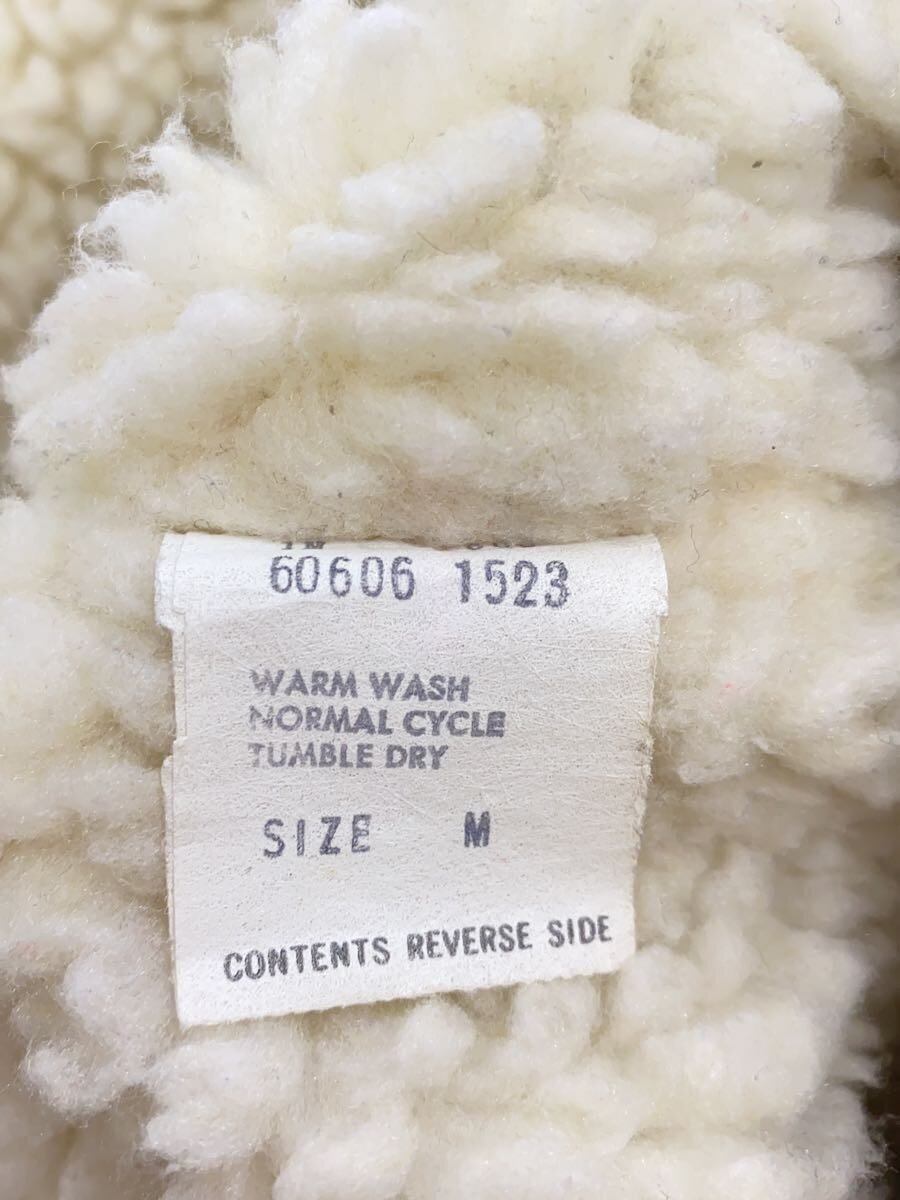 60606 1523
WARM WASH
NORMAL CYCLE
TUMBLE DRY
SIZE M
CONTENTS REVERSE SIDE